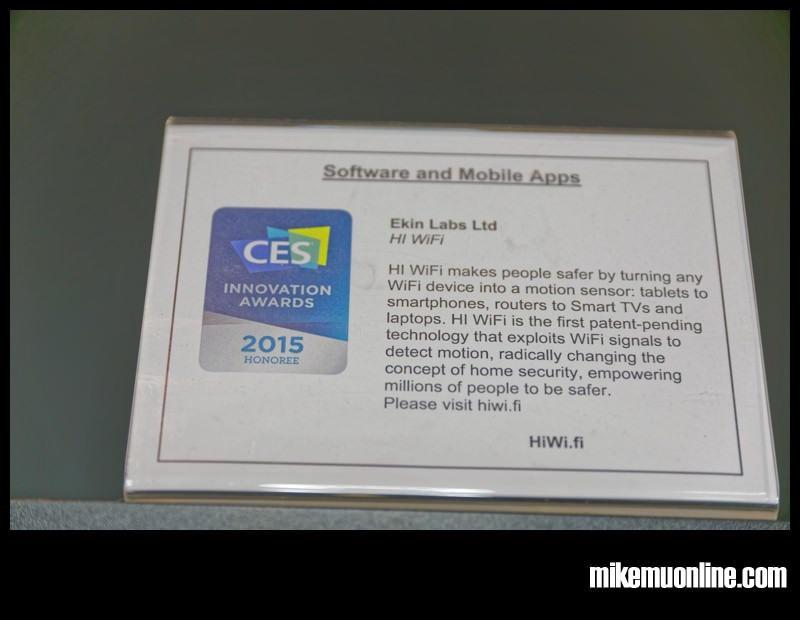 Software and Mobile Apps
CES
INNOVATION
AWARDS
2015
HONOREE
Ekin Labs Ltd
HI WiFi
HI WiFi makes people safer by turning any
WiFi device into a motion sensor: tablets to
smartphones, routers to Smart TVs and
laptops. HI WiFi is the first patent-pending
technology that exploits WiFi signals to
detect motion, radically changing the
concept of home security, empowering
millions of people to be safer.
Please visit hiwi.fi
HiWi.fi
mikemuonline.com